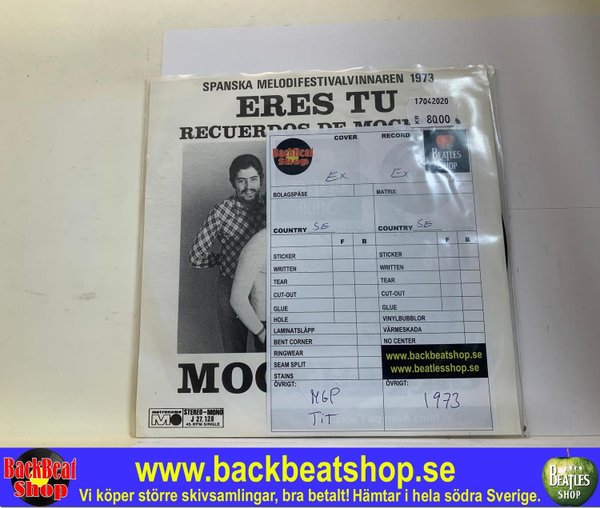 SPANSKA MELODIFESTIVALVINNAREN 1973
ERES TU
RECUERDOS DE
17042020
KR 80.00
COVER RECORD
BackBeat Shop
BEATLES SHOP
Ex Ex
BOLAGSPÅSE MATRIX:
COUNTRY SE COUNTRY SE
F B F B
STICKER STICKER
WRITTEN WRITTEN
TEAR TEAR
CUT-OUT CUT-OUT
GLUE GLUE
HOLE VINYLBUBBLOR
LAMINATSLÄPP VÄRMESKADA
BENT CORNER NO CENTER
RINGWEAR
SEAM SPLIT
STAINS
www.backbeatshop.se
www.beatlesshop.se
ÖVRIGT: ÖVRIGT:
MGP 1973
TiT
metronome
STEREO-MONO
J 27.128
45 RPM-SINGLE
BackBeat Shop
www.backbeatshop.se
Vi köper större skivsamlingar, bra betalt! Hämtar i hela södra Sverige.
BEATLES SHOP